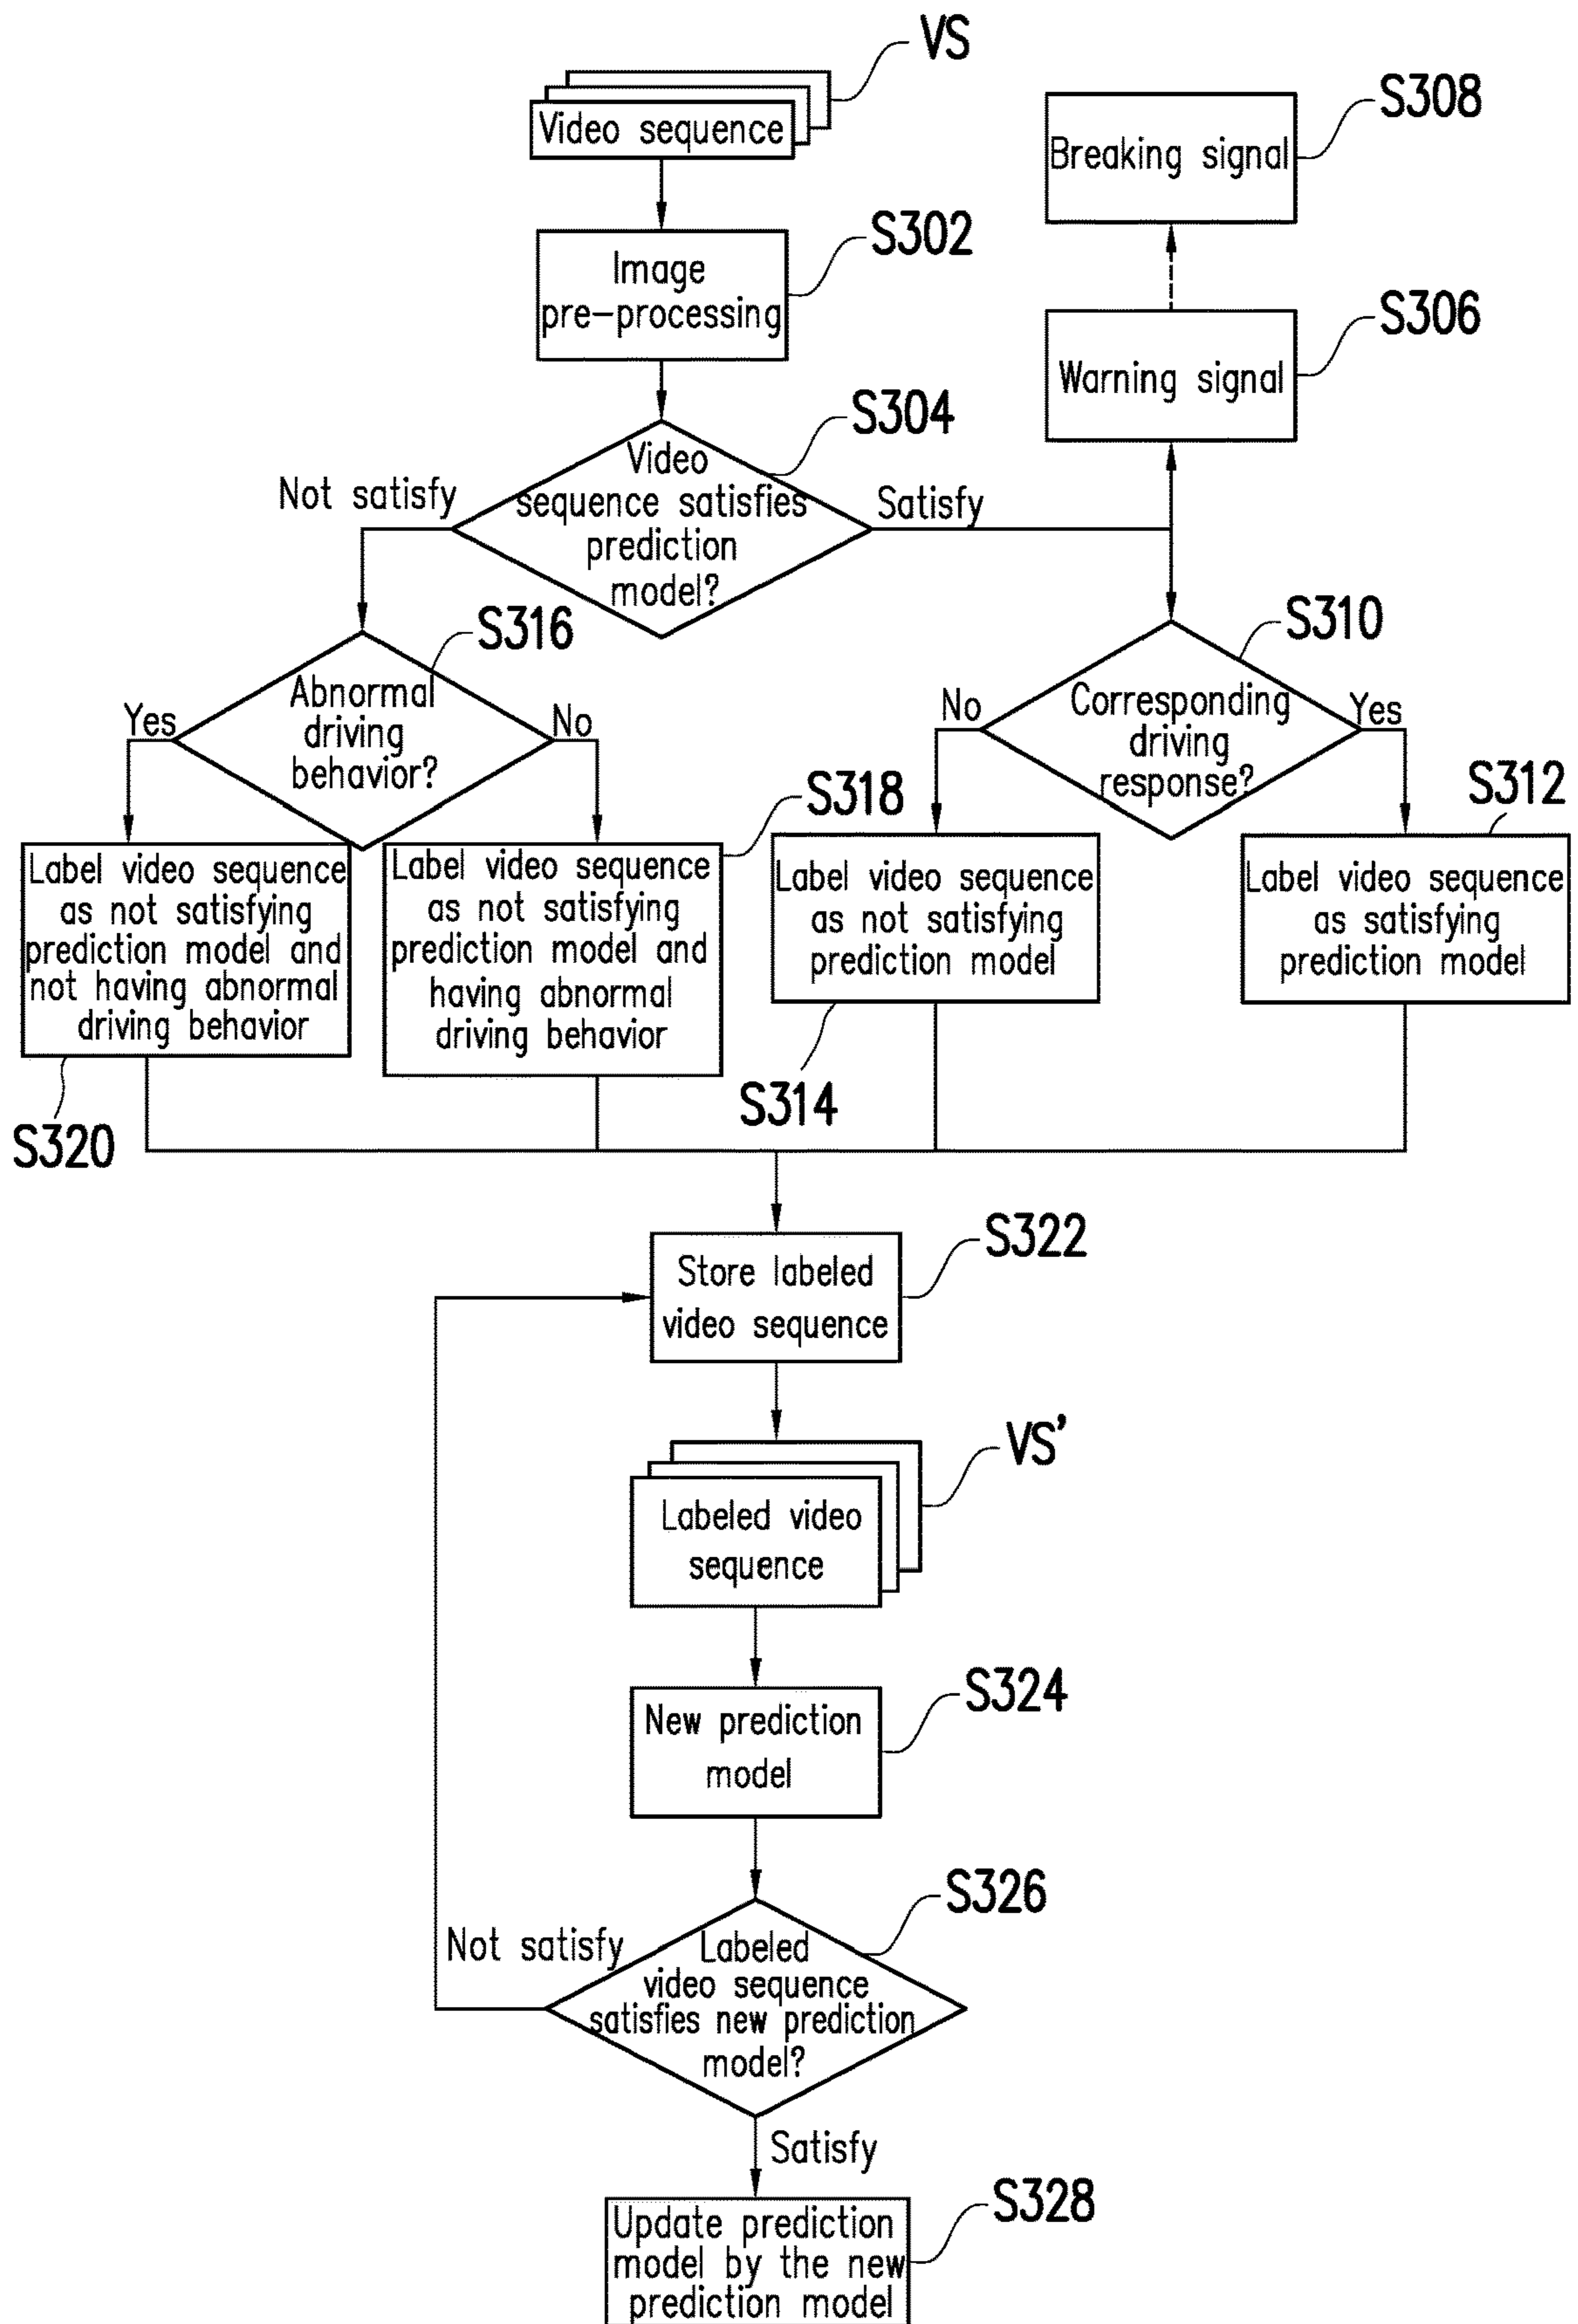 VS
Video sequence
S308
Breaking signal
S302
Image
pre-processing
S306
Warning signal
S304
Video
sequence satisfies
prediction
model?
Not satisfy
Satisfy
S316
Abnormal
driving
behavior?
Yes
No
S310
Corresponding
driving
response?
No
Yes
S320
Label video sequence
as not satisfying
prediction model and
not having abnormal
driving behavior
S318
Label video sequence
as not satisfying
prediction model and
having abnormal
driving behavior
S314
Label video sequence
as not satisfying
prediction model
S312
Label video sequence
as satisfying
prediction model
S322
Store labeled
video sequence
VS'
Labeled video
sequence
S324
New prediction
model
S326
Labeled
video sequence
satisfies new prediction
model?
Not satisfy
Satisfy
S328
Update prediction
model by the new
prediction model